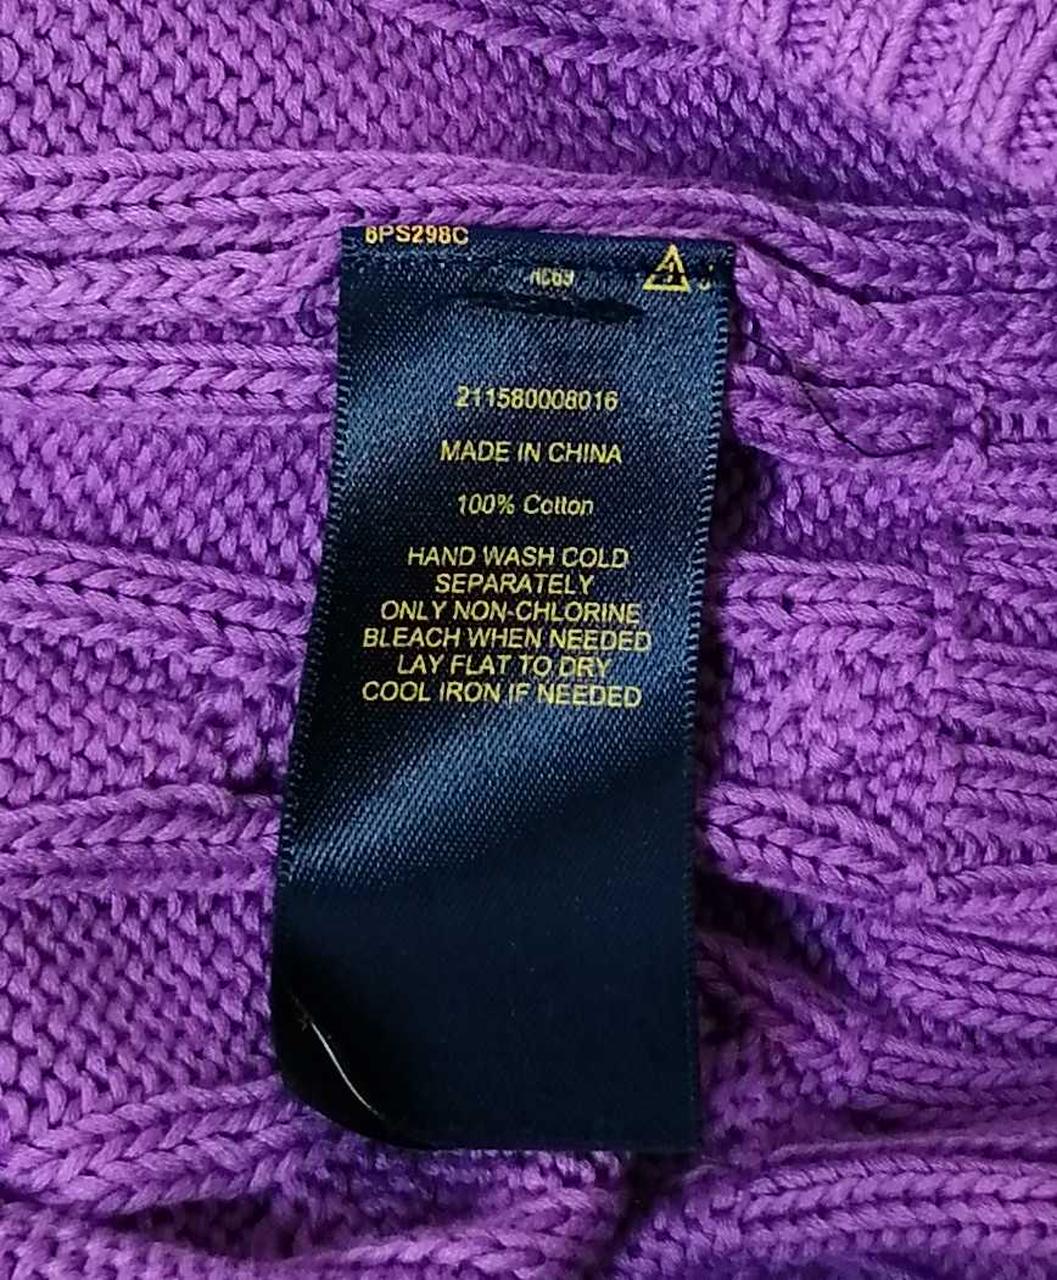 6PS298C
RC69
211580008016
MADE IN CHINA
100% Cotton
HAND WASH COLD
SEPARATELY
ONLY NON-CHLORINE
BLEACH WHEN NEEDED
LAY FLAT TO DRY
COOL IRON IF NEEDED